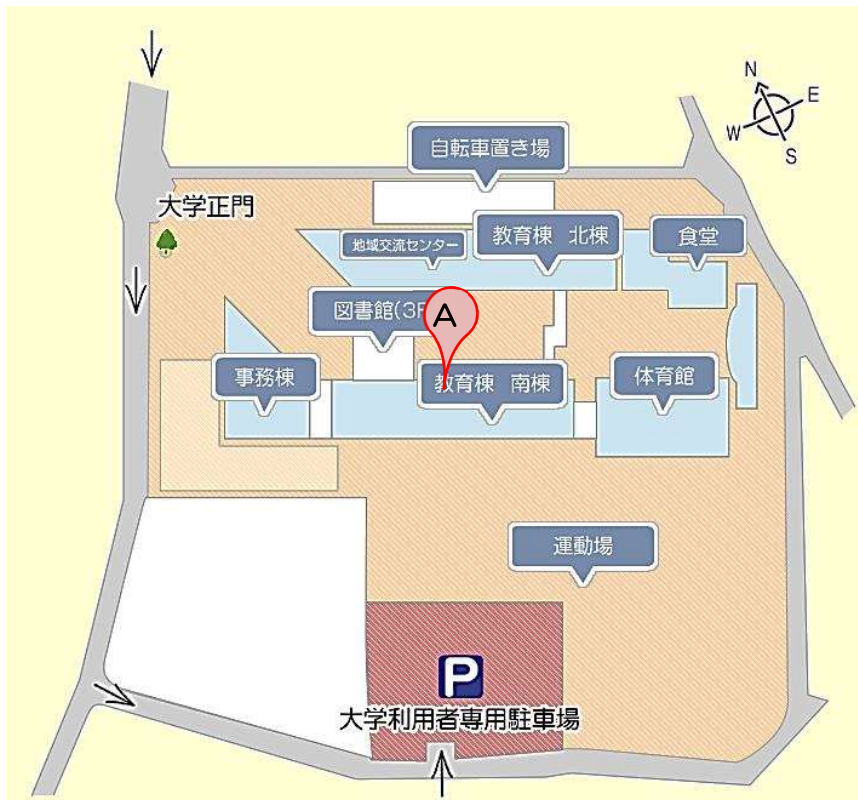 N
E
W
S
自転車置き場
大学正門
地域交流センター
教育棟 北棟
食堂
図書館(3F
A
事務棟
教育棟 南棟
体育館
運動場
P
大学利用者専用駐車場